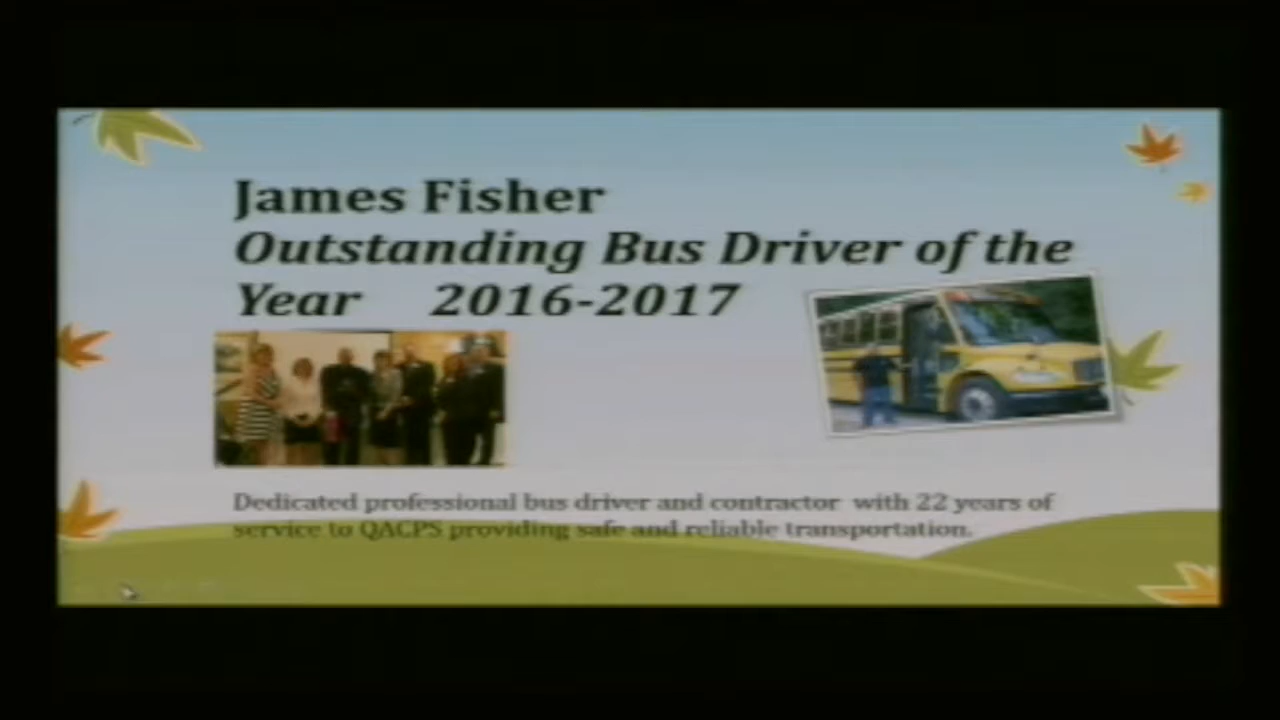 James Fisher
Outstanding Bus Driver of the
Year 2016-2017
Dedicated professional bus driver and contractor with 22 years of
service to QACPS providing safe and reliable transportation.